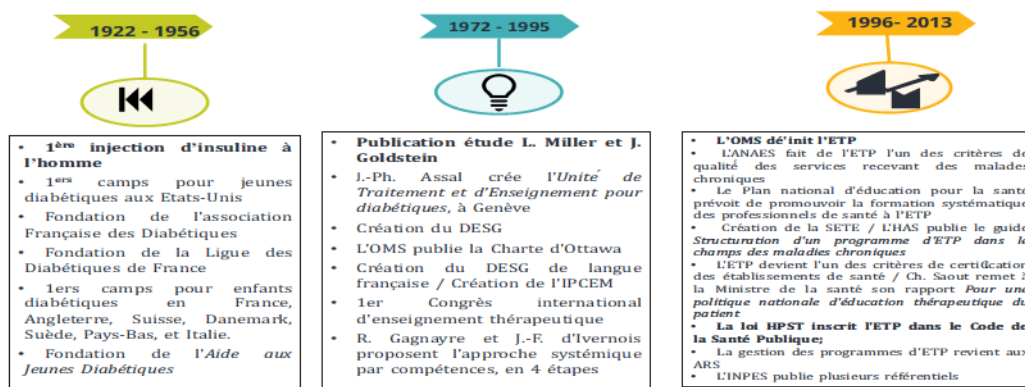 1922 - 1956
• 1ère injection d'insuline à
l'homme
• 1ers camps pour jeunes
diabétiques aux Etats-Unis
• Fondation de l'association
Française des Diabétiques
• Fondation de la Ligue des
Diabétiques de France
• 1ers camps pour enfants
diabétiques en France,
Angleterre, Suisse, Danemark,
Suède, Pays-Bas, et Italie.
• Fondation de l'Aide aux
Jeunes Diabétiques
1972 - 1995
• Publication étude L. Miller et J.
Goldstein
• J.-Ph. Assal crée l'Unité de
Traitement et d'Enseignement pour
diabétiques, à Genève
• Création du DESG
• L'OMS publie la Charte d'Ottawa
• Création du DESG de langue
française / Création de l'IPCEM
• 1er Congrès international
d'enseignement thérapeutique
• R. Gagnayre et J.-F. d'Ivernois
proposent l'approche systémique
par compétences, en 4 étapes
1996- 2013
• L'OMS dé'init l'ETP
• L'ANAES fait de l'ETP l'un des critères de
qualité des services recevant des malades
chroniques
• Le Plan national d'éducation pour la santé
prévoit de promouvoir la formation systématique
des professionnels de santé à l'ETP
• Création de la SETE / L'HAS publie le guide
Structuration d'un programme d'ETP dans le
champs des maladies chroniques
• L'ETP devient l'un des critères de certification
des établissements de santé / Ch. Saout remet à
la Ministre de la santé son rapport Pour une
politique nationale d'éducation thérapeutique du
patient
• La loi HPST inscrit l'ETP dans le Code de
la Santé Publique;
• La gestion des programmes d'ETP revient aux
ARS
• L'INPES publie plusieurs référentiels